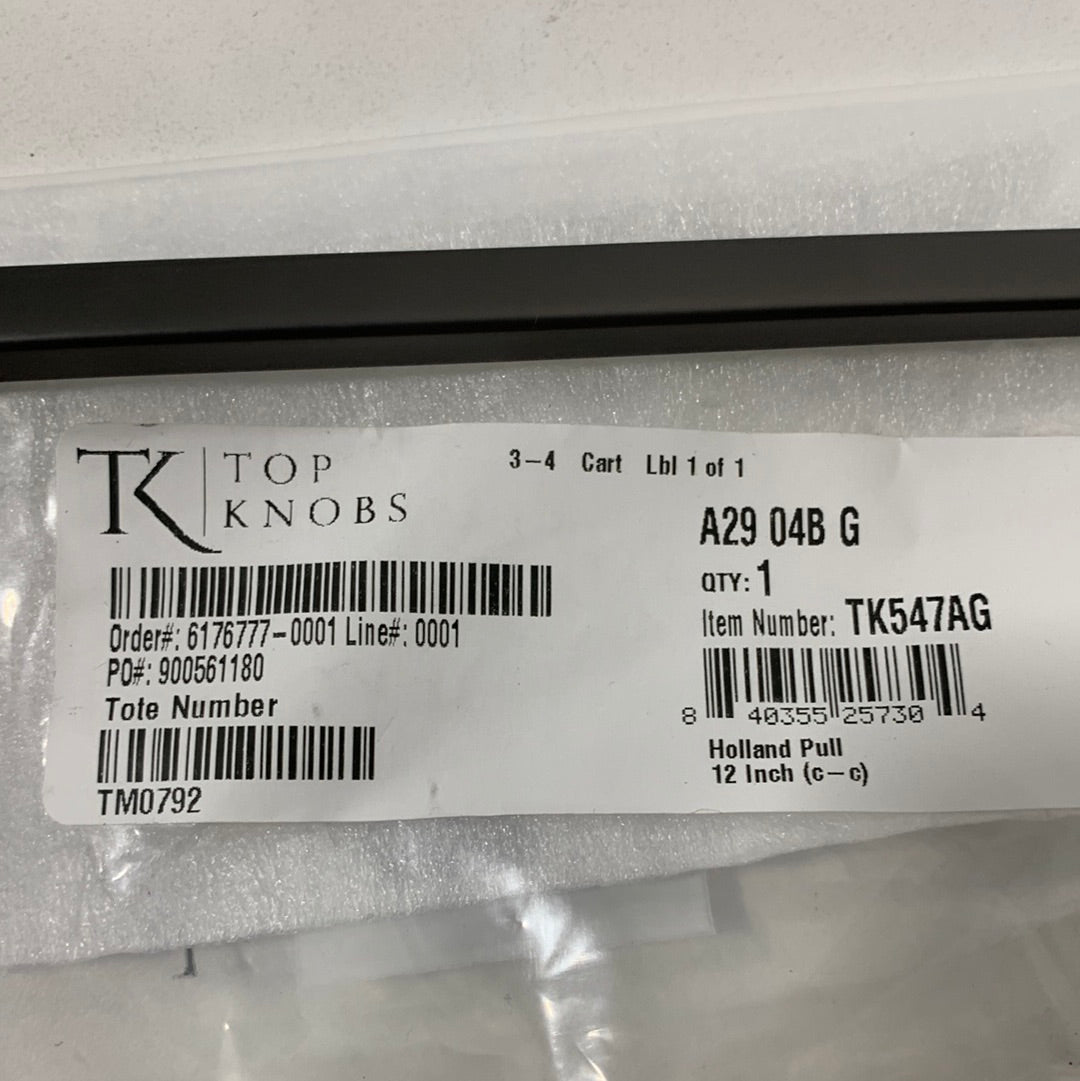 TK TOP KNOBS
3-4 Cart Lbl 1 of 1
Order#: 6176777-0001 Line#: 0001
PO#: 900561180
Tote Number
TM0792
A29 04B G
QTY: 1
Item Number: TK547AG
8 40355 25730 4
Holland Pull
12 Inch (c-c)